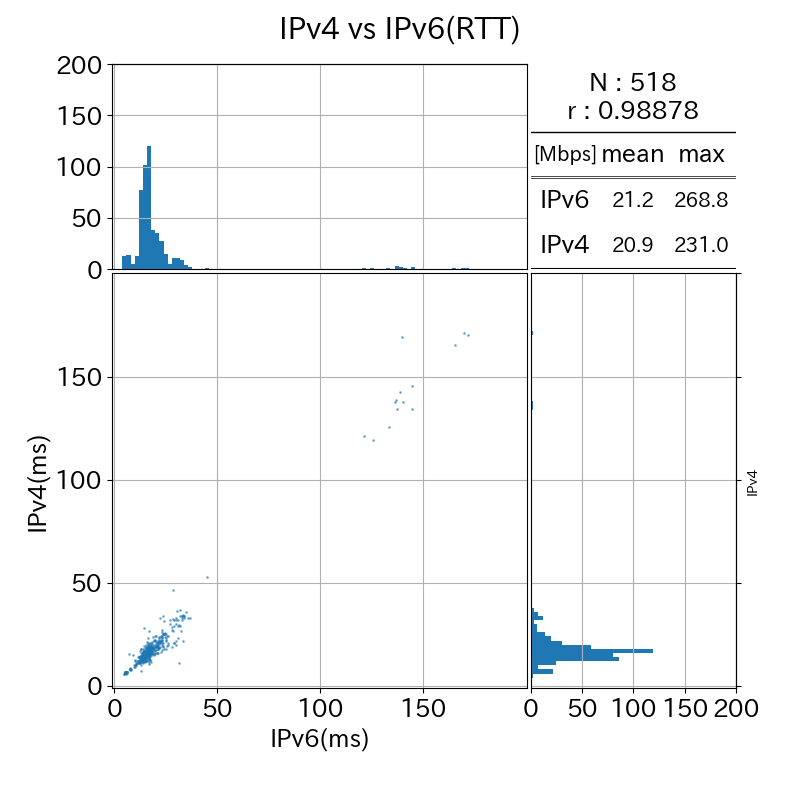 IPv4 vs IPv6(RTT)
200
150
100
50
0
N : 518
r : 0.98878
[Mbps] mean max
IPv6 21.2 268.8
IPv4 20.9 231.0
150
100
50
0
IPv4(ms)
0 50 100 150
IPv6(ms)
IPv4
0 50 100 150 200